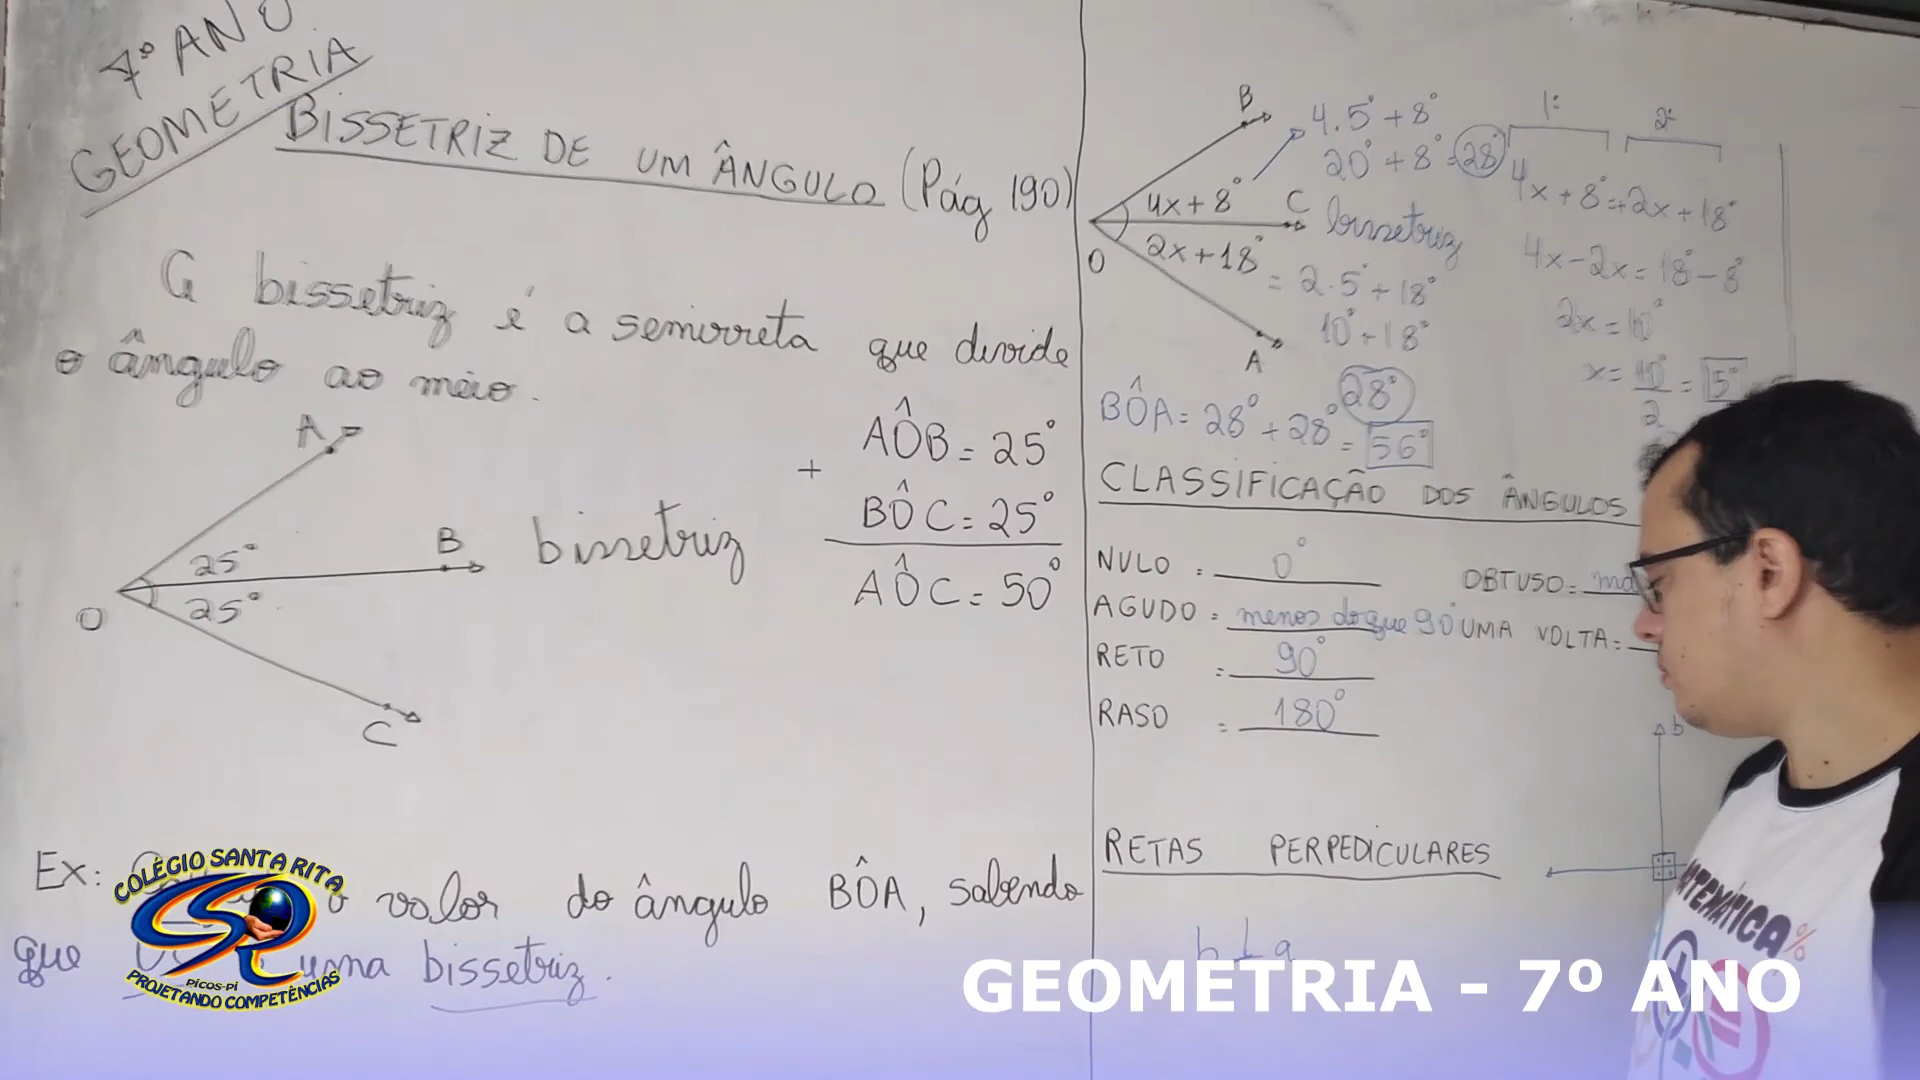 7º ANO
GEOMETRIA
BISSETRIZ DE UM ÂNGULO (Pág 190)
A bissetriz é a semirreta que divide
o ângulo ao meio.
A
25°
B
bissetriz
25°
O
C
+ AÔB = 25°
BÔC = 25°
AÔC = 50°
Ex: o valor do ângulo BÔA, sabendo
que uma bissetriz.
B
4.5° + 8°
20° + 8° = 28°
4x + 8°
C
bissetriz
O
2x + 18° = 2.5° + 18°
10° + 18°
28°
A
1º
2º
4x + 8° = +2x + 18°
4x - 2x = 18° - 8°
2x = 10°
x = 10°/2 = 5°
BÔA = 28° + 28° = 56°
CLASSIFICAÇÃO DOS ÂNGULOS
NULO = 0°
OBTUSO =
AGUDO = menos do que 90°
UMA VOLTA =
RETO = 90°
RASO = 180°
RETAS PERPEDICULARES
b
b ⊥ a
COLÉGIO SANTA RITA
CSR
PICOS-PI
PROJETANDO COMPETÊNCIAS
MATEMÁTICA
%
GEOMETRIA - 7º ANO